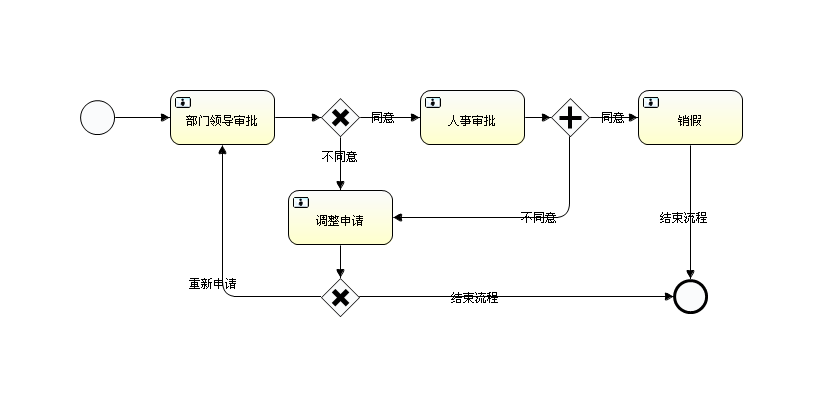 部门领导审批
同意
人事审批
同意
销假
不同意
调整申请
不同意
结束流程
重新申请
结束流程